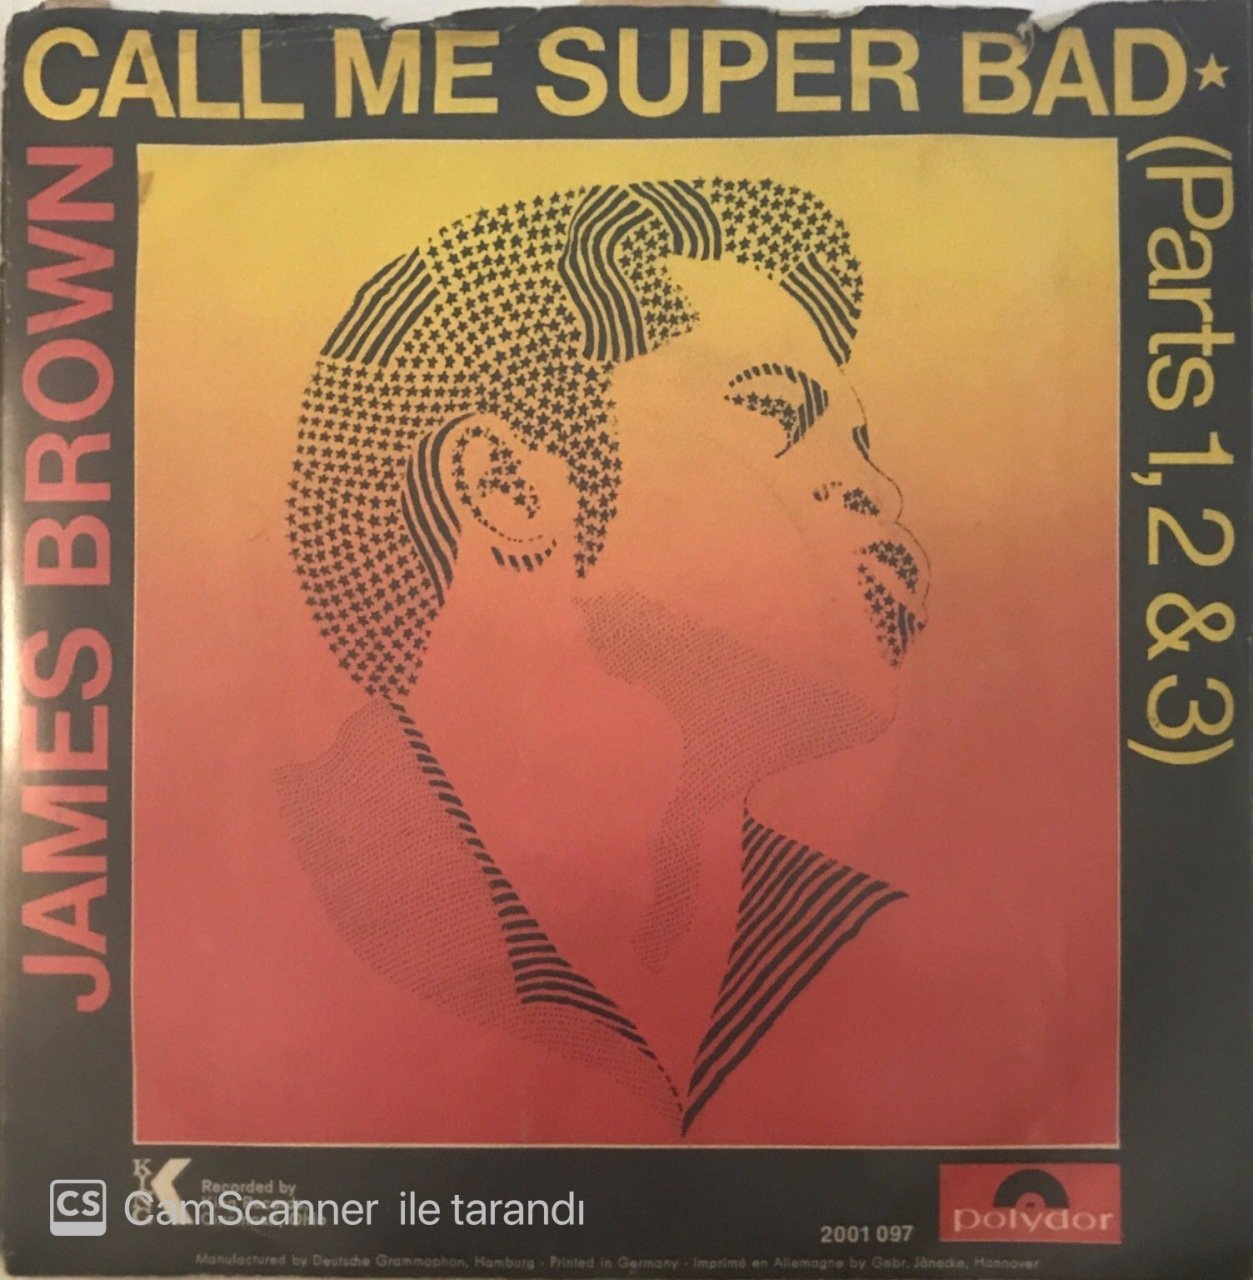 CALL ME SUPER BAD★
(Parts 1, 2 & 3)
JAMES BROWN
K
Recorded by
CS CamScanner ile tarandı
2001 097
polydor
Manufactured by Deutsche Grammophon, Hamburg · Printed in Germany · Imprimé en Allemagne by Gebr. Jänecke, Hannover